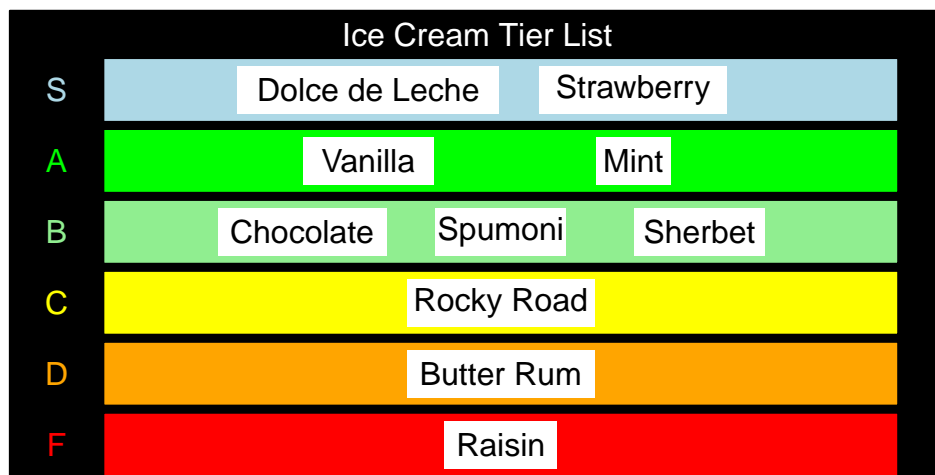 Ice Cream Tier List
S Dolce de Leche Strawberry
A Vanilla Mint
B Chocolate Spumoni Sherbet
C Rocky Road
D Butter Rum
F Raisin